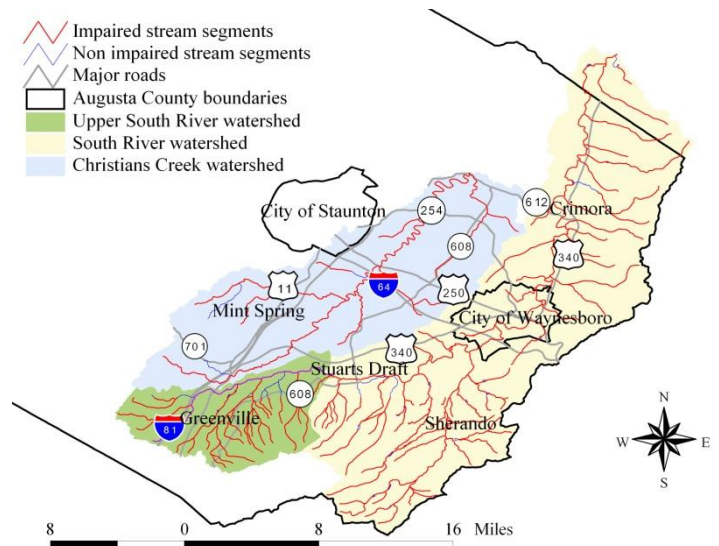 Impaired stream segments
Non impaired stream segments
Major roads
Augusta County boundaries
Upper South River watershed
South River watershed
Christians Creek watershed
City of Staunton
254
612
Crimora
608
340
11
64
250
Mint Spring
City of Waynesboro
701
340
Stuarts Draft
608
Greenville
81
Sherando
N
W E
S
8 0 8 16 Miles